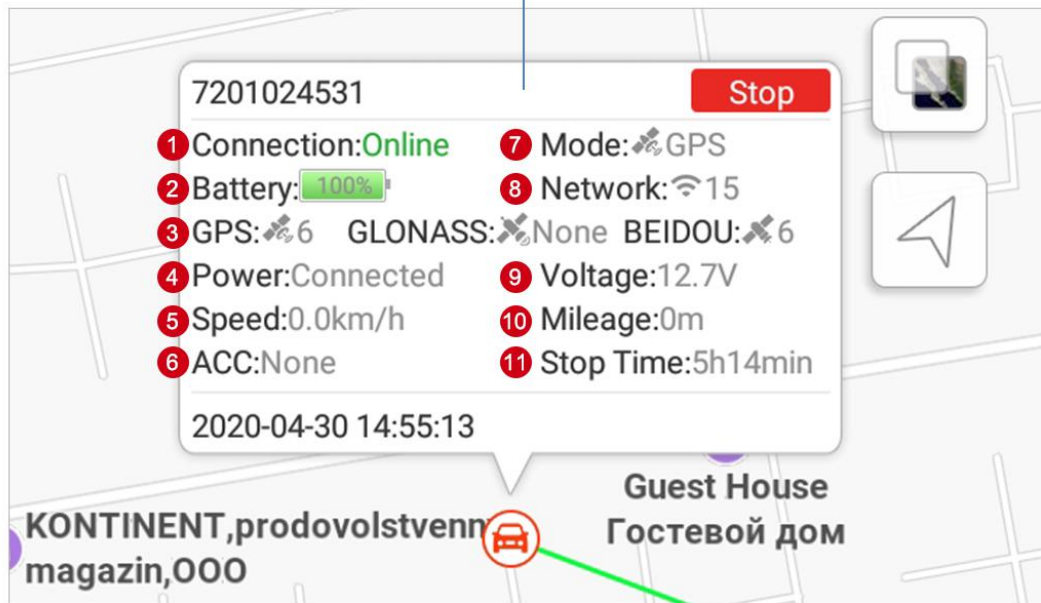 7201024531 Stop
1 Connection:Online 7 Mode: GPS
2 Battery: 100% 8 Network: 15
3 GPS: 6 GLONASS: None BEIDOU: 6
4 Power:Connected 9 Voltage:12.7V
5 Speed:0.0km/h 10 Mileage:0m
6 ACC:None 11 Stop Time:5h14min
2020-04-30 14:55:13
Guest House
Гостевой дом
KONTINENT,prodovolstvenn
magazin,OOO